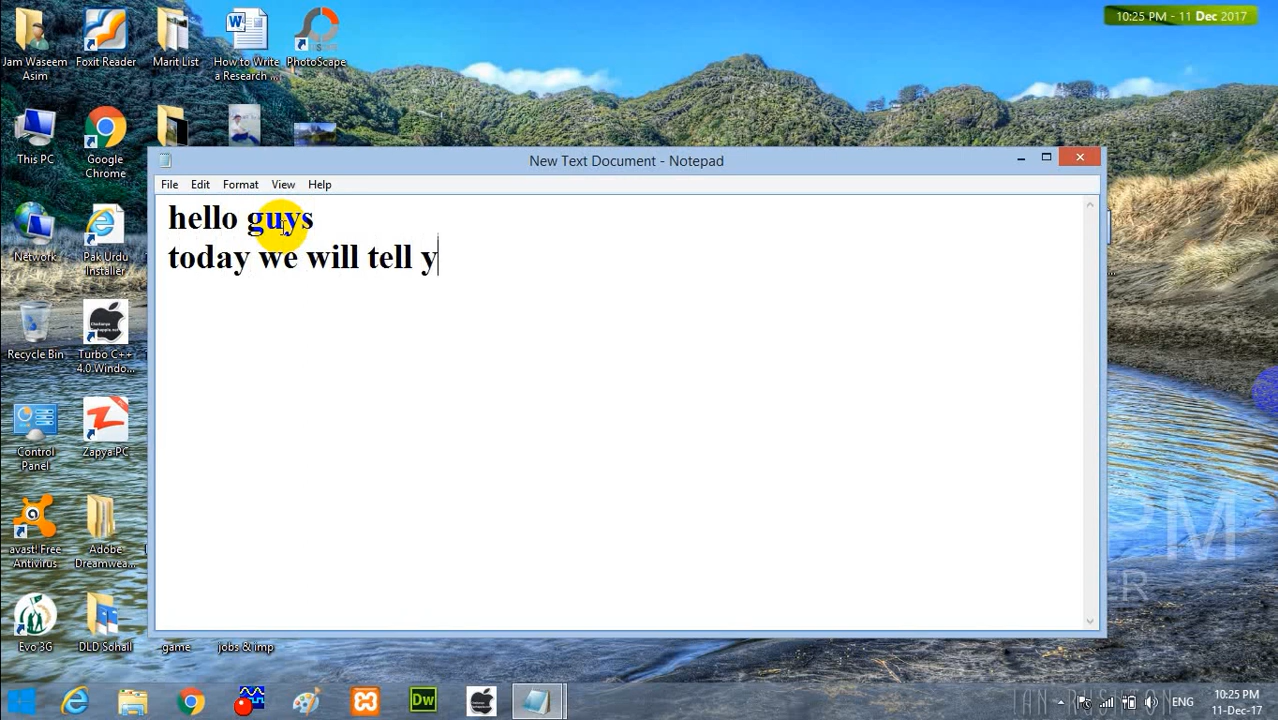 10:25 PM - 11 Dec 2017
Jam Waseem
Asim
Foxit Reader
Marit List
How to Write
a Research ...
PhotoScape
This PC
Google
Chrome
New Text Document - Notepad
File Edit Format View Help
hello guys
today we will tell y
Network
Pak Urdu
Installer
Recycle Bin
Turbo C++
4.0 Windo...
Control
Panel
Zapya PC
avast! Free
Antivirus
Adobe
Dreamwea...
Evo 3G
DLD Sohail
game
jobs & imp
PM
ER
Dw
ENG
10:25 PM
11-Dec-17